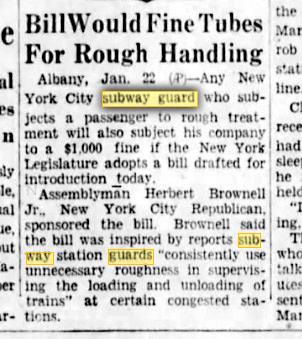 Bill Would Fine Tubes
For Rough Handling
Albany, Jan. 22 (P)—Any New
York City subway guard who sub-
jects a passenger to rough treat-
ment will also subject his company
to a $1,000 fine if the New York
Legislature adopts a bill drafted for
introduction today.
Assemblyman Herbert Brownell
Jr., New York City Republican,
sponsored the bill. Brownell said
the bill was inspired by reports sub-
way station guards "consistently use
unnecessary roughness in supervis-
ing the loading and unloading of
trains" at certain congested sta-
tions.